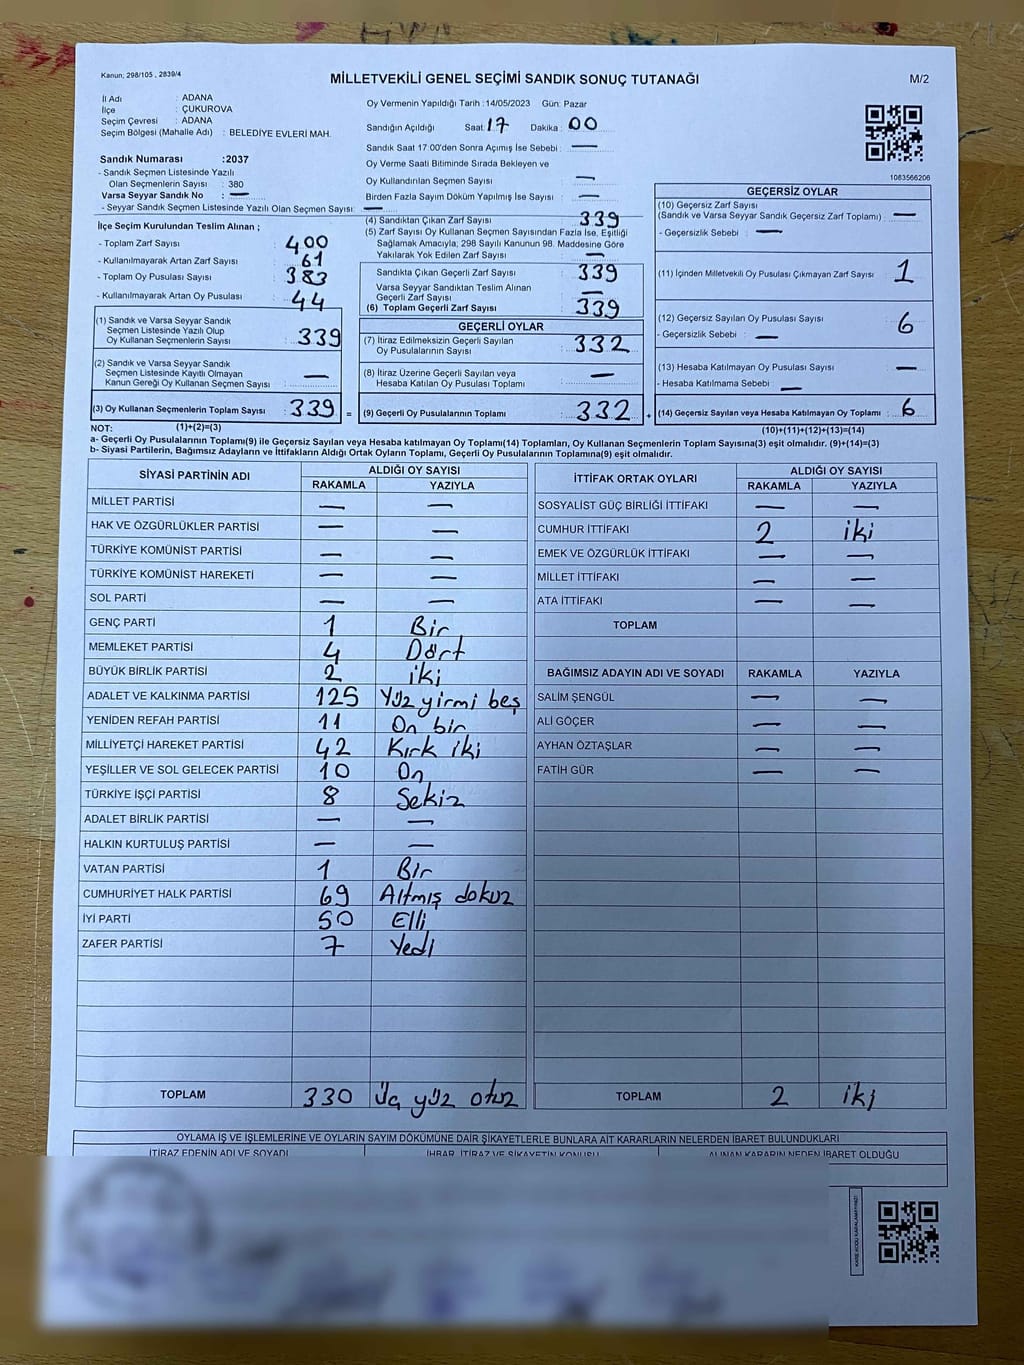 Kanun; 298/105 , 2839/4
MİLLETVEKİLİ GENEL SEÇİMİ SANDIK SONUÇ TUTANAĞI
M/2
İl Adı : ADANA
İlçe : ÇUKUROVA
Seçim Çevresi : ADANA
Seçim Bölgesi (Mahalle Adı) : BELEDİYE EVLERİ MAH.
Sandık Numarası :2037
- Sandık Seçmen Listesinde Yazılı
Olan Seçmenlerin Sayısı : 380
Varsa Seyyar Sandık No : —
- Seyyar Sandık Seçmen Listesinde Yazılı Olan Seçmen Sayısı : —
Oy Vermenin Yapıldığı Tarih :14/05/2023 Gün: Pazar
Sandığın Açıldığı Saat: 17 Dakika : 00
Sandık Saat 17:00'den Sonra Açımış İse Sebebi : —
Oy Verme Saati Bitiminde Sırada Bekleyen ve
Oy Kullandırılan Seçmen Sayısı : —
Birden Fazla Sayım Döküm Yapılmış İse Sayısı : —
1083566206
İlçe Seçim Kurulundan Teslim Alınan ;
- Toplam Zarf Sayısı : 400
- Kullanılmayarak Artan Zarf Sayısı : 61
- Toplam Oy Pusulası Sayısı : 383
- Kullanılmayarak Artan Oy Pusulası : 44
(1) Sandık ve Varsa Seyyar Sandık
Seçmen Listesinde Yazılı Olup
Oy Kullanan Seçmenlerin Sayısı : 339
(2) Sandık ve Varsa Seyyar Sandık
Seçmen Listesinde Kayıtlı Olmayan
Kanun Gereği Oy Kullanan Seçmen Sayısı : —
(3) Oy Kullanan Seçmenlerin Toplam Sayısı : 339 =
(4) Sandıktan Çıkan Zarf Sayısı : 339
(5) Zarf Sayısı Oy Kullanan Seçmen Sayısından Fazla İse, Eşitliği
Sağlamak Amacıyla; 298 Sayılı Kanunun 98. Maddesine Göre
Yakılarak Yok Edilen Zarf Sayısı : —
Sandıkta Çıkan Geçerli Zarf Sayısı : 339
Varsa Seyyar Sandıktan Teslim Alınan
Geçerli Zarf Sayısı : —
(6) Toplam Geçerli Zarf Sayısı : 339
GEÇERLİ OYLAR
(7) İtiraz Edilmeksizin Geçerli Sayılan
Oy Pusulalarının Sayısı : 332
(8) İtiraz Üzerine Geçerli Sayılan veya
Hesaba Katılan Oy Pusulası Toplamı : —
(9) Geçerli Oy Pusulalarının Toplamı : 332 +
GEÇERSİZ OYLAR
(10) Geçersiz Zarf Sayısı
(Sandık ve Varsa Seyyar Sandık Geçersiz Zarf Toplamı) : —
- Geçersizlik Sebebi : —
(11) İçinden Milletvekili Oy Pusulası Çıkmayan Zarf Sayısı : 1
(12) Geçersiz Sayılan Oy Pusulası Sayısı : 6
- Geçersizlik Sebebi : —
(13) Hesaba Katılmayan Oy Pusulası Sayısı : —
- Hesaba Katılmama Sebebi : —
(14) Geçersiz Sayılan veya Hesaba Katılmayan Oy Toplamı : 6
NOT: (1)+(2)=(3)
(10)+(11)+(12)+(13)=(14)
a- Geçerli Oy Pusulalarının Toplamı(9) ile Geçersiz Sayılan veya Hesaba katılmayan Oy Toplamı(14) Toplamları, Oy Kullanan Seçmenlerin Toplam Sayısına(3) eşit olmalıdır. (9)+(14)=(3)
b- Siyasi Partilerin, Bağımsız Adayların ve İttifakların Aldığı Ortak Oyların Toplamı, Geçerli Oy Pusulalarının Toplamına(9) eşit olmalıdır.
SİYASİ PARTİNİN ADI ALDIĞI OY SAYISI
RAKAMLA YAZIYLA
MİLLET PARTİSİ — —
HAK VE ÖZGÜRLÜKLER PARTİSİ — —
TÜRKİYE KOMÜNİST PARTİSİ — —
TÜRKİYE KOMÜNİST HAREKETİ — —
SOL PARTİ — —
GENÇ PARTİ 1 Bir
MEMLEKET PARTİSİ 4 Dört
BÜYÜK BİRLİK PARTİSİ 2 iki
ADALET VE KALKINMA PARTİSİ 125 Yüz yirmi beş
YENİDEN REFAH PARTİSİ 11 On bir
MİLLİYETÇİ HAREKET PARTİSİ 42 Kırk iki
YEŞİLLER VE SOL GELECEK PARTİSİ 10 On
TÜRKİYE İŞÇİ PARTİSİ 8 Sekiz
ADALET BİRLİK PARTİSİ — —
HALKIN KURTULUŞ PARTİSİ — —
VATAN PARTİSİ 1 Bir
CUMHURİYET HALK PARTİSİ 69 Altmış dokuz
İYİ PARTİ 50 Elli
ZAFER PARTİSİ 7 Yedi
TOPLAM 330 Üç yüz otuz
İTTİFAK ORTAK OYLARI ALDIĞI OY SAYISI
RAKAMLA YAZIYLA
SOSYALİST GÜÇ BİRLİĞİ İTTİFAKI — —
CUMHUR İTTİFAKI 2 iki
EMEK VE ÖZGÜRLÜK İTTİFAKI — —
MİLLET İTTİFAKI — —
ATA İTTİFAKI — —
TOPLAM
BAĞIMSIZ ADAYIN ADI VE SOYADI RAKAMLA YAZIYLA
SALİM ŞENGÜL — —
ALİ GÖÇER — —
AYHAN ÖZTAŞLAR — —
FATİH GÜR — —
TOPLAM 2 iki
OYLAMA İŞ VE İŞLEMLERİNE VE OYLARIN SAYIM DÖKÜMÜNE DAİR ŞİKAYETLERLE BUNLARA AİT KARARLARIN NELERDEN İBARET BULUNDUKLARI
İTİRAZ EDENİN ADI VE SOYADI İHBAR, İTİRAZ VE ŞİKAYETİN KONUSU ALINAN KARARIN NEDEN İBARET OLDUĞU
KARE KODU KARALAMAYINIZ!